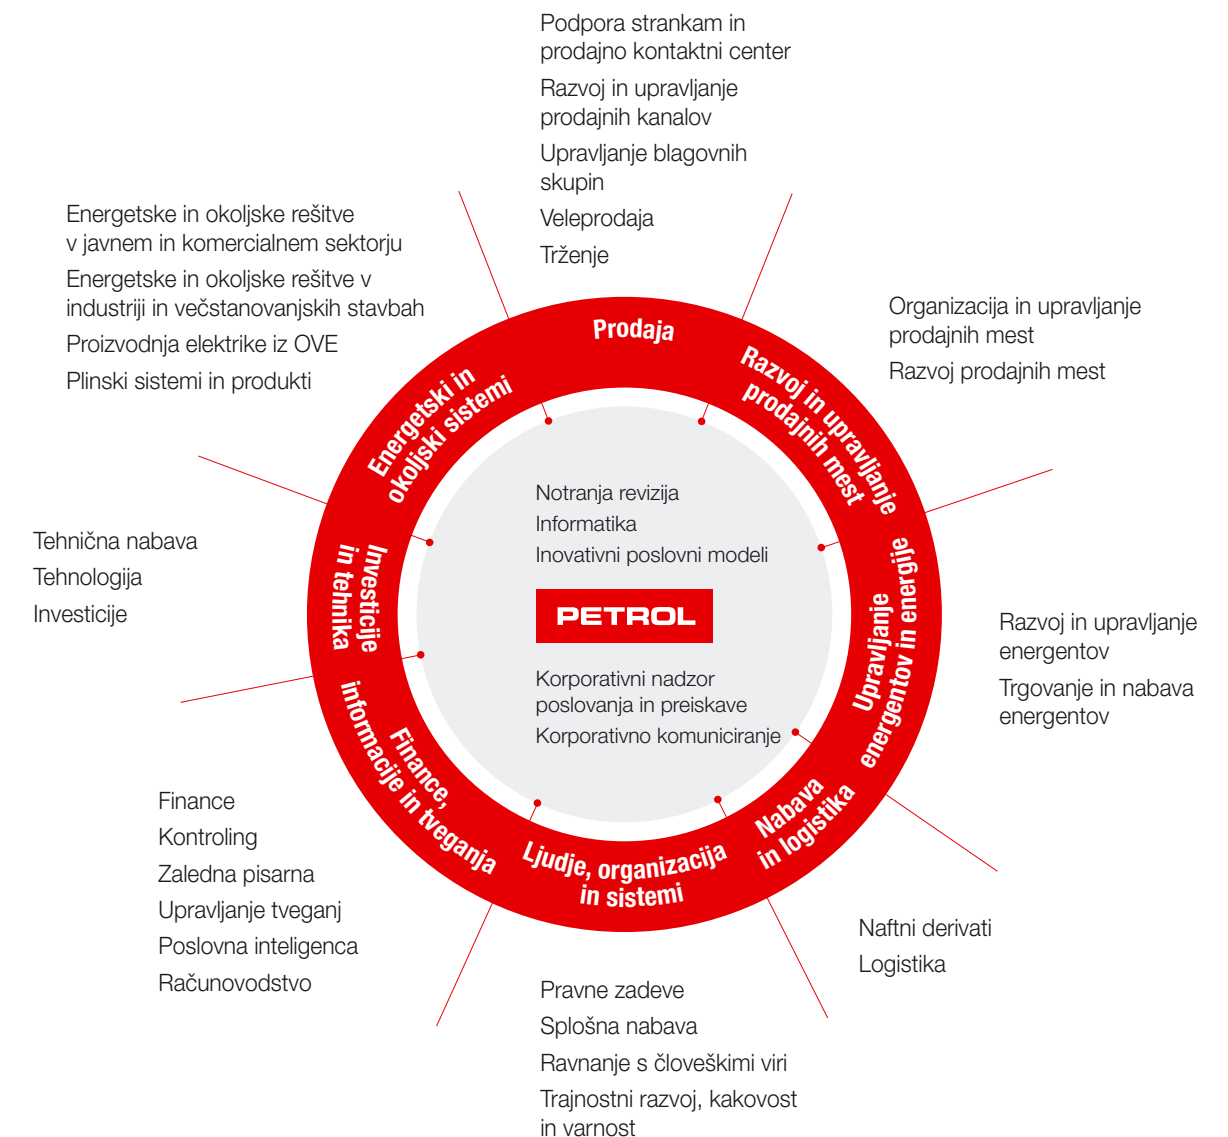 Podpora strankam in
prodajno kontaktni center
Razvoj in upravljanje
prodajnih kanalov
Upravljanje blagovnih
skupin
Veleprodaja
Trženje
Energetske in okoljske rešitve
v javnem in komercialnem sektorju
Energetske in okoljske rešitve v
industriji in večstanovanjskih stavbah
Proizvodnja elektrike iz OVE
Plinski sistemi in produkti
Organizacija in upravljanje
prodajnih mest
Razvoj prodajnih mest
Prodaja
Razvoj in upravljanje
prodajnih mest
Energetski in
okoljski sistemi
Notranja revizija
Informatika
Inovativni poslovni modeli
PETROL
Korporativni nadzor
poslovanja in preiskave
Korporativno komuniciranje
Tehnična nabava
Tehnologija
Investicije
Investicije
in tehnika
Upravljanje
energentov in energije
Razvoj in upravljanje
energentov
Trgovanje in nabava
energentov
Finance,
informacije in tveganja
Ljudje, organizacija
in sistemi
Nabava
in logistika
Finance
Kontroling
Zaledna pisarna
Upravljanje tveganj
Poslovna inteligenca
Računovodstvo
Naftni derivati
Logistika
Pravne zadeve
Splošna nabava
Ravnanje s človeškimi viri
Trajnostni razvoj, kakovost
in varnost